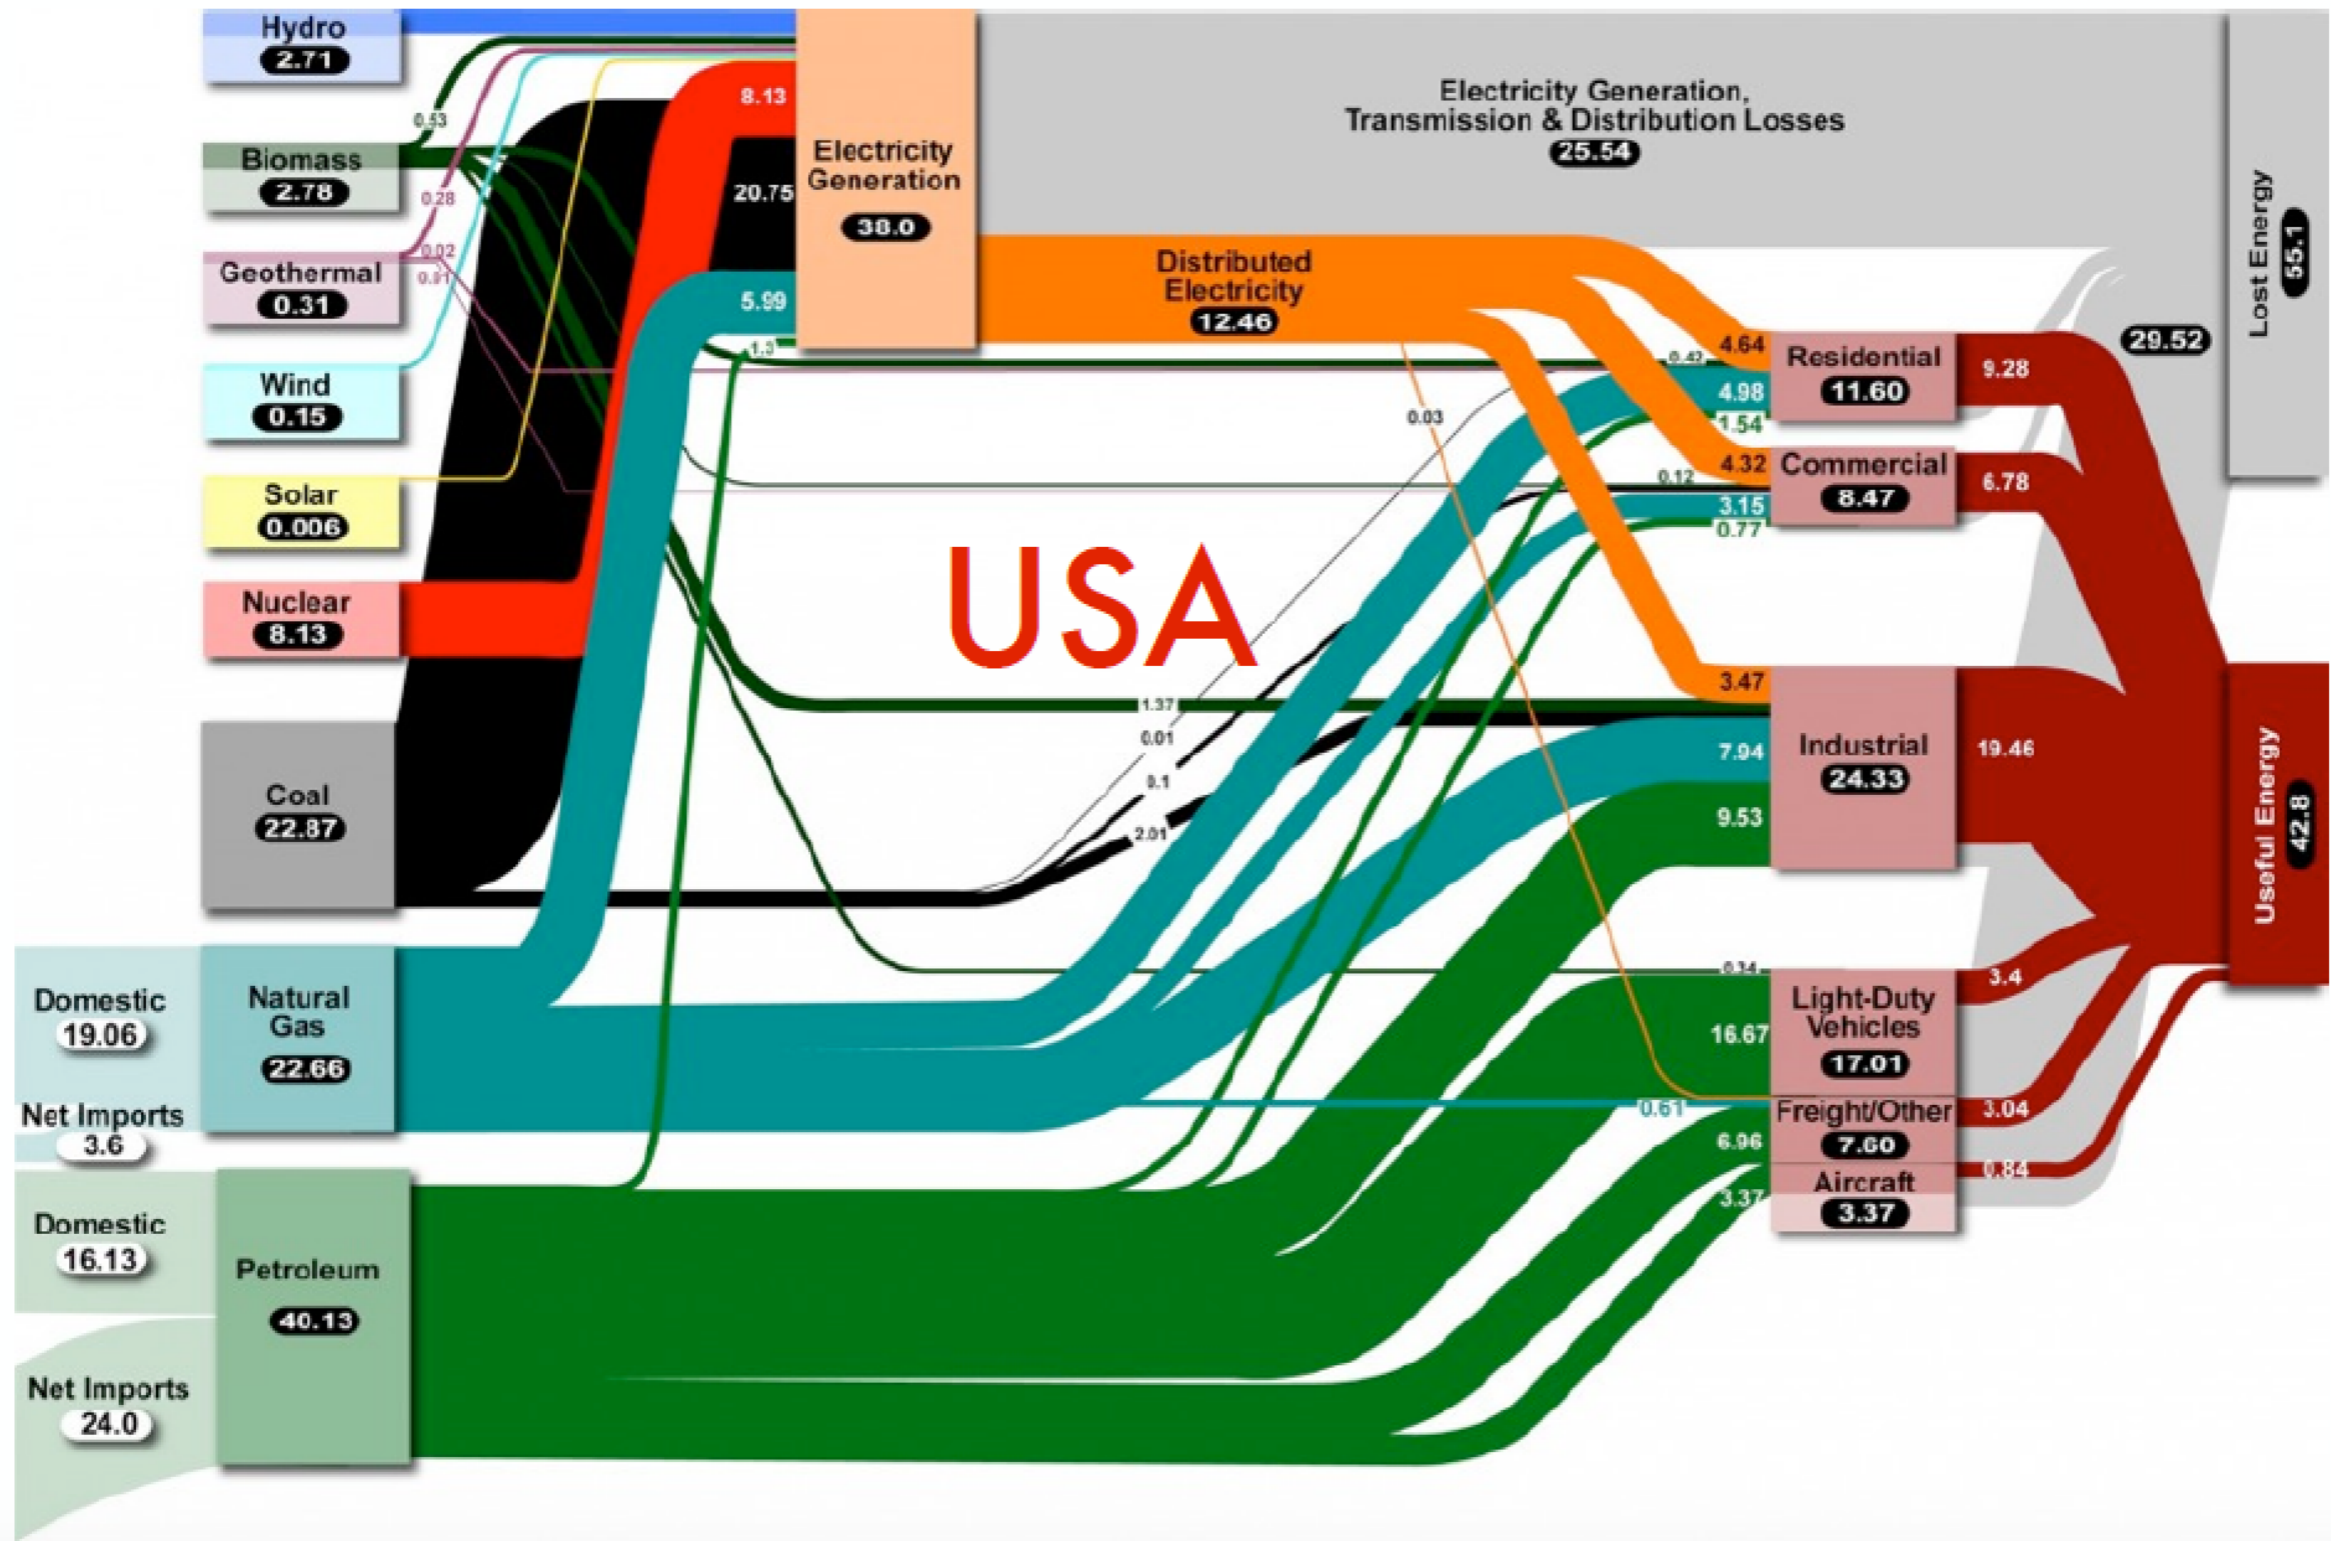 Hydro
2.71
0.53
Biomass
2.78
0.28
0.02
0.01
Geothermal
0.31
Wind
0.15
Solar
0.006
Nuclear
8.13
Coal
22.87
Domestic
19.06
Net Imports
3.6
Natural
Gas
22.66
Domestic
16.13
Net Imports
24.0
Petroleum
40.13
8.13
20.75
5.99
1.3
Electricity
Generation
38.0
Electricity Generation,
Transmission & Distribution Losses
25.54
Distributed
Electricity
12.46
USA
0.03
1.37
0.01
0.1
2.01
4.64
0.42
4.98
1.54
4.32
0.12
3.15
0.77
3.47
7.94
9.53
0.34
16.67
0.61
6.96
3.37
Residential
11.60
Commercial
8.47
Industrial
24.33
Light-Duty
Vehicles
17.01
Freight/Other
7.60
Aircraft
3.37
9.28
6.78
19.46
3.4
3.04
0.84
29.52
Lost Energy
55.1
Useful Energy
42.8